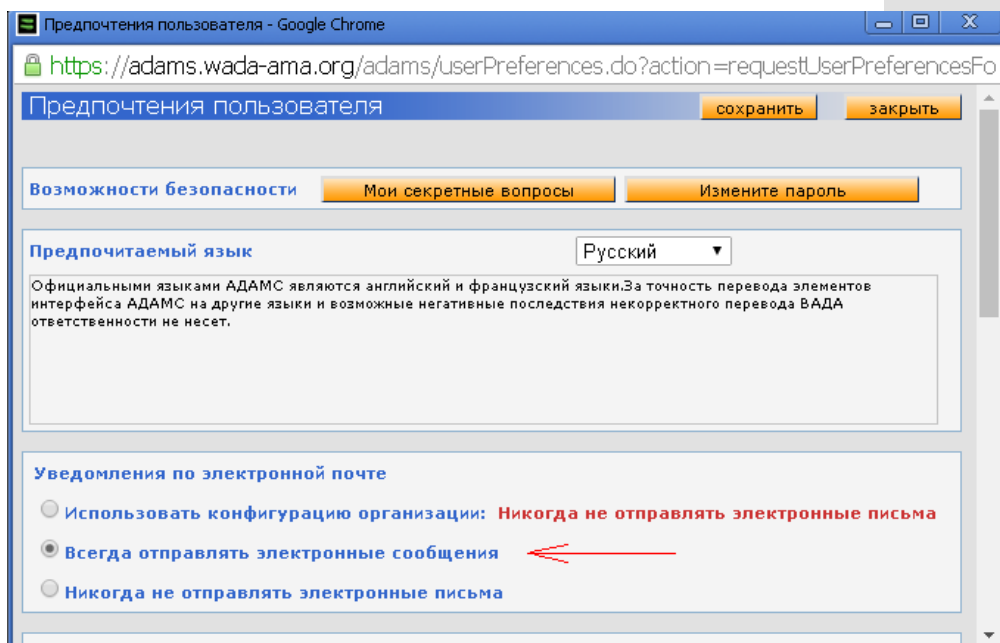 Предпочтения пользователя - Google Chrome
https://adams.wada-ama.org/adams/userPreferences.do?action=requestUserPreferencesFo
Предпочтения пользователя сохранить закрыть
Возможности безопасности Мои секретные вопросы Измените пароль
Предпочитаемый язык Русский
Официальными языками АДАМС являются английский и французский языки.За точность перевода элементов
интерфейса АДАМС на другие языки и возможные негативные последствия некорректного перевода ВАДА
ответственности не несет.
Уведомления по электронной почте
Использовать конфигурацию организации: Никогда не отправлять электронные письма
Всегда отправлять электронные сообщения
Никогда не отправлять электронные письма